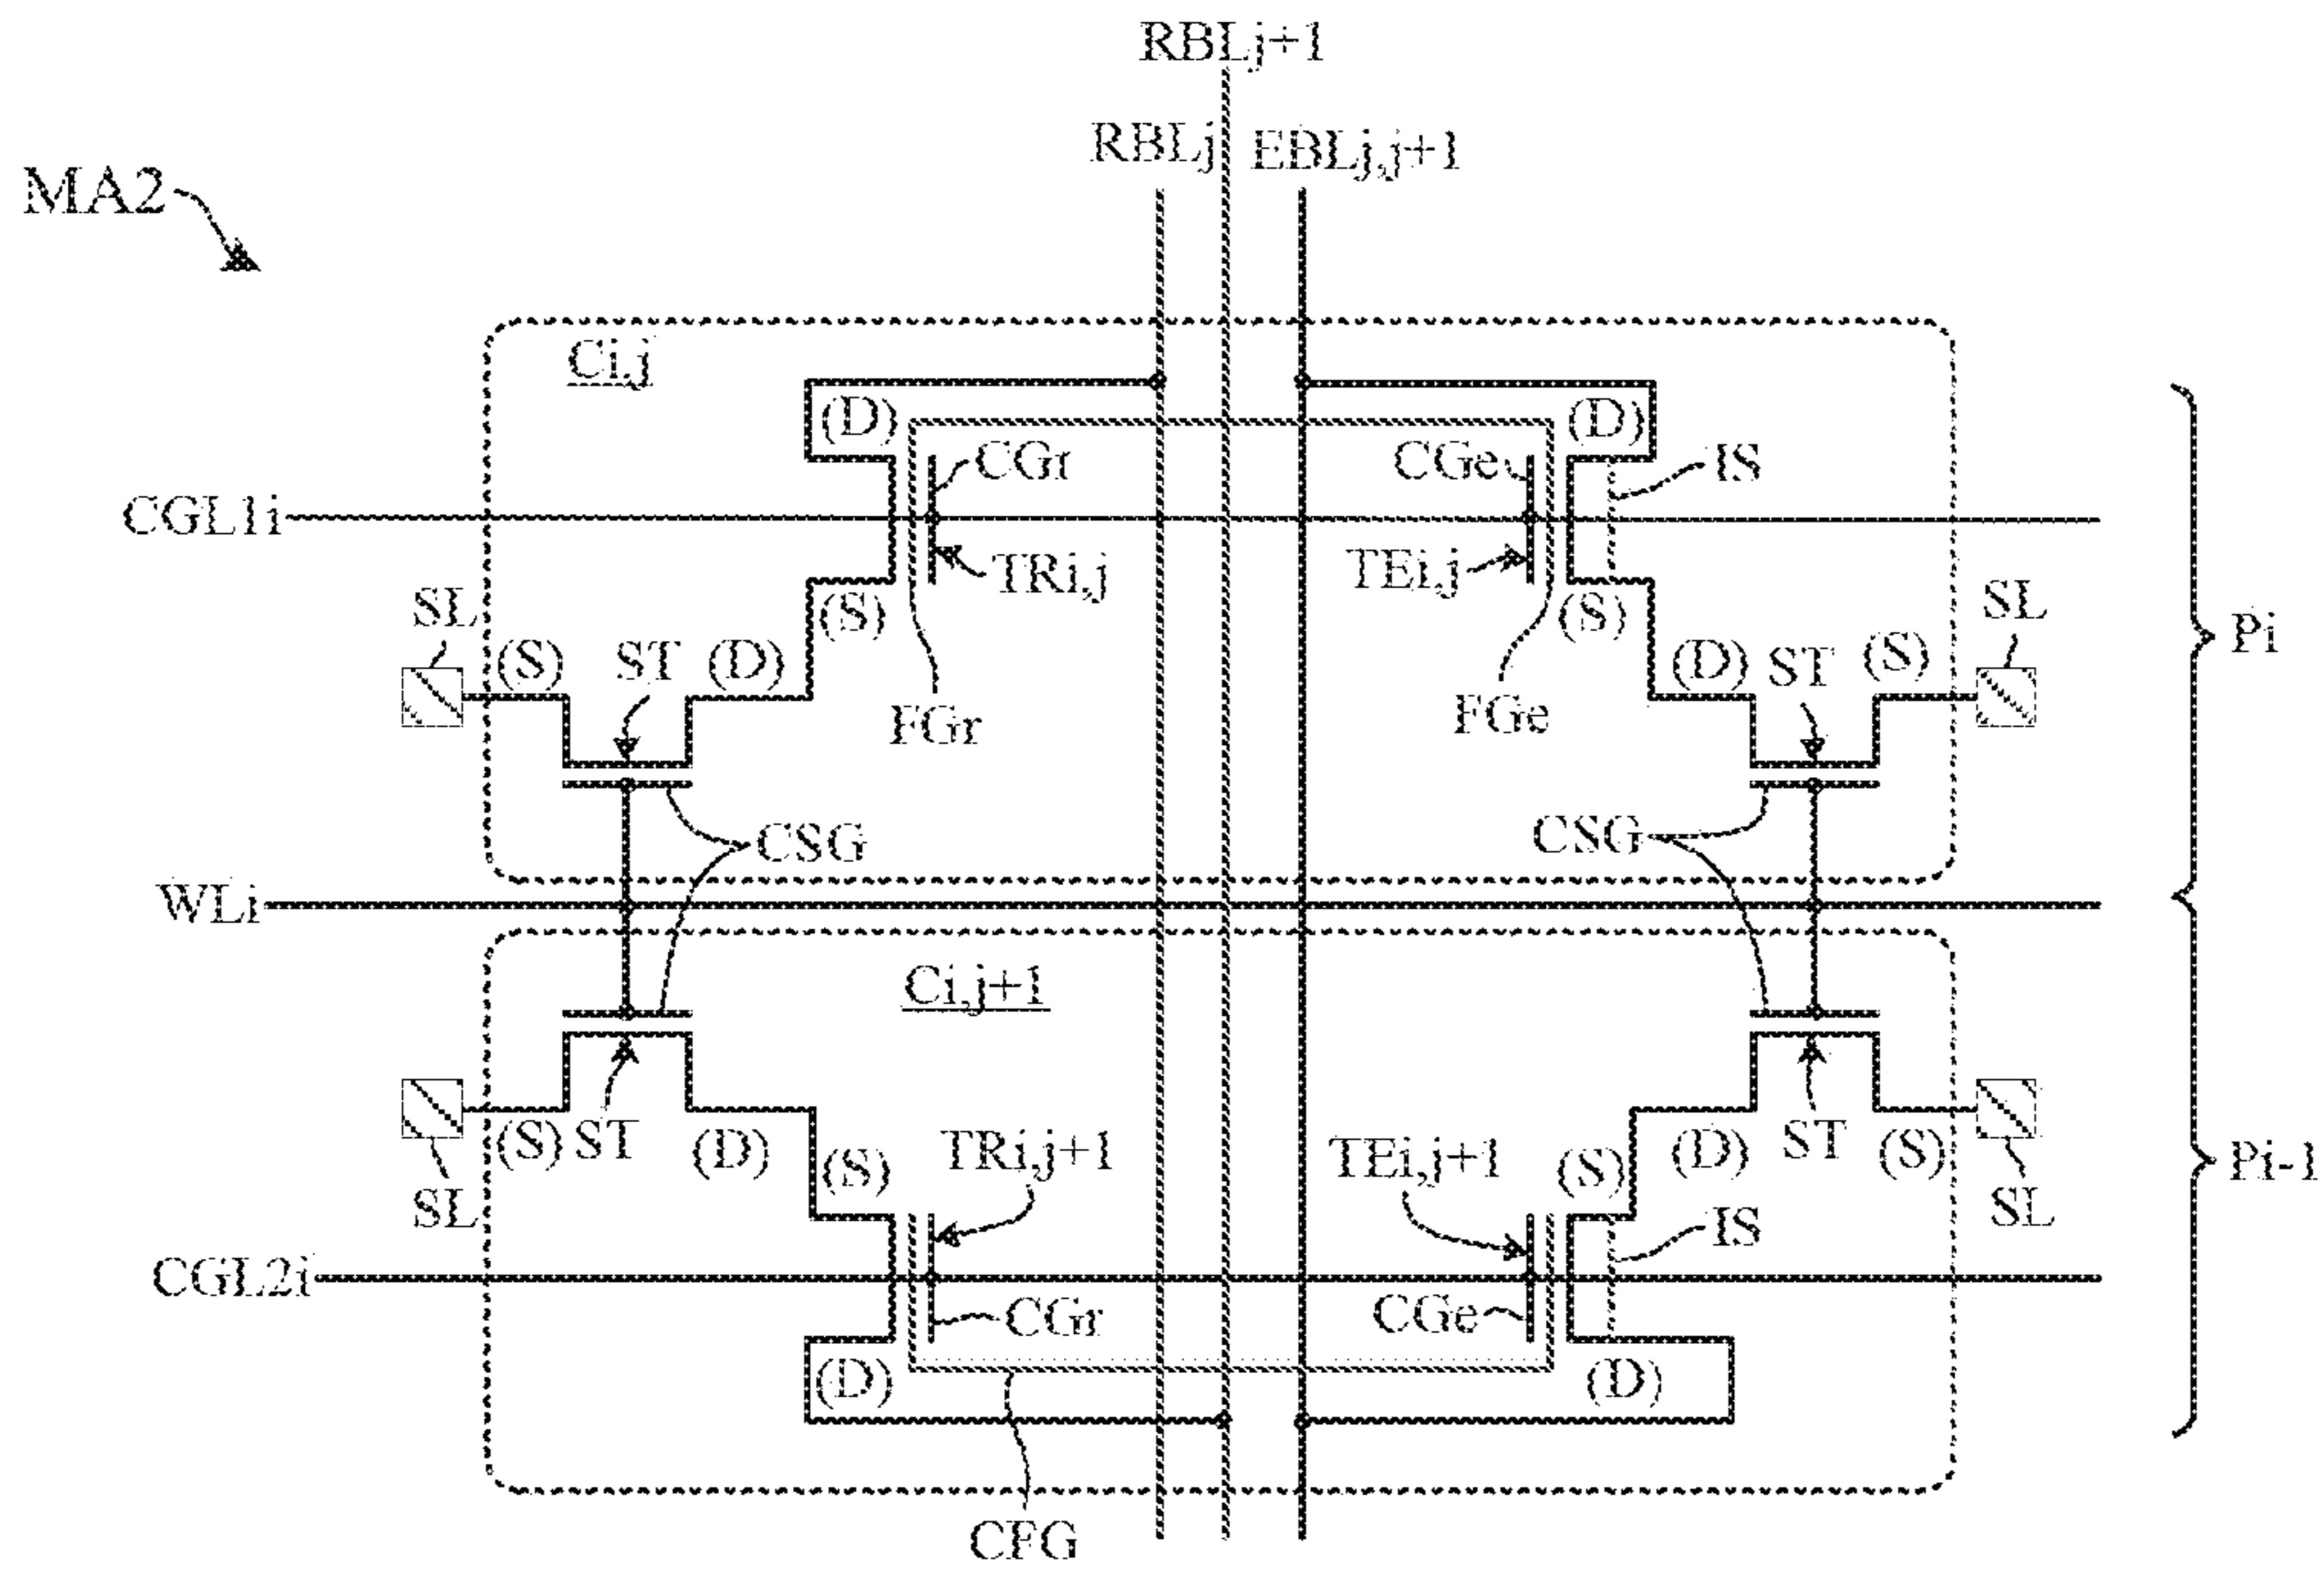 RBLj+1
RBLj EBLj,j+1
MA2
Ci,j
(D) (D)
CGr CGe IS
CGL1i
TRi,j TEi,j
SL (S) (S) SL
(S) ST (D) (D) ST (S)
FGr FGe
Pi
CSG CSG
WLi
Ci,j+1
(S) ST (D) TRi,j+1 TEi,j+1 (S) (D) ST (S)
(S)
Pi-1
SL SL
IS
CGL2i
CGr CGe
(D) (D)
CFG